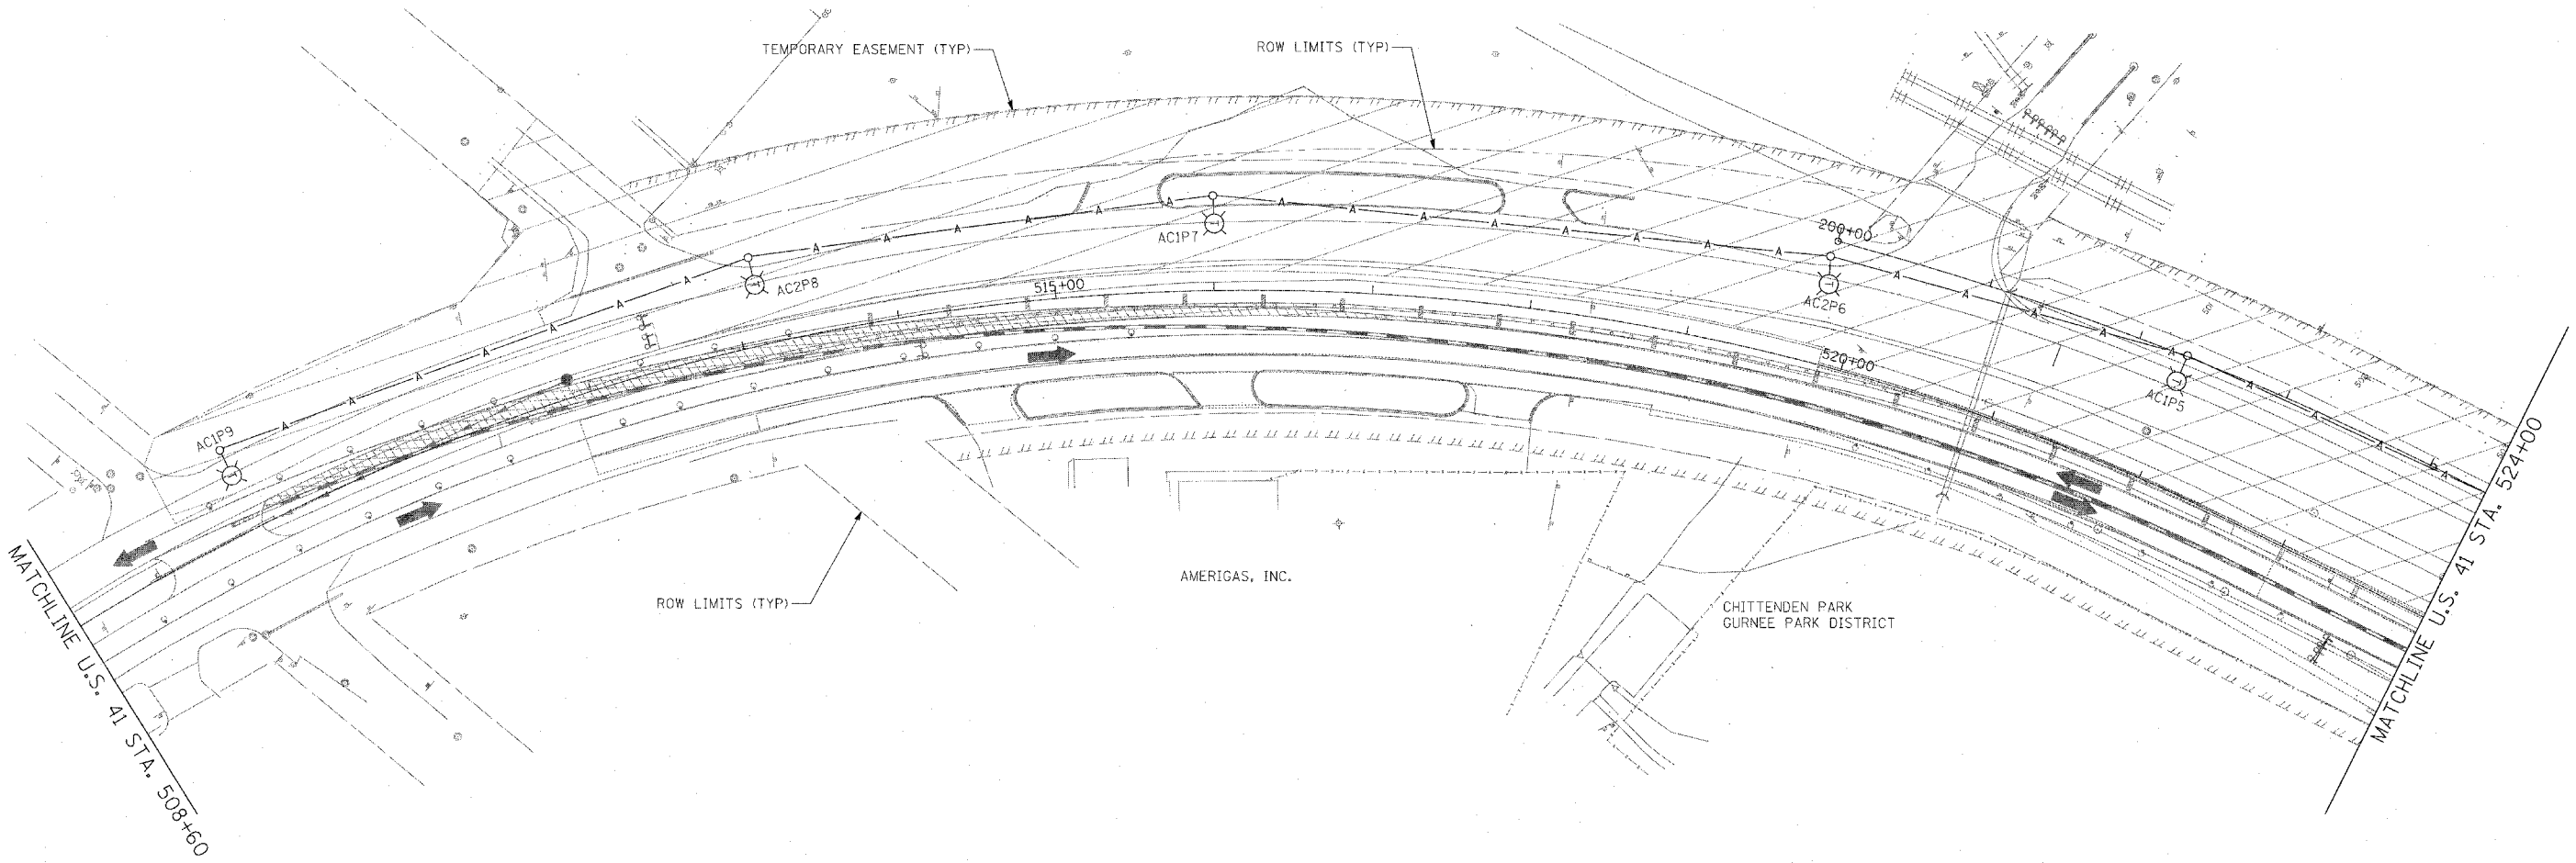 TEMPORARY EASEMENT (TYP)
ROW LIMITS (TYP)
200+00
AC1P7
AC2P8
515+00
AC2P6
520+00
AC1P5
AC1P9
MATCHLINE U.S. 41 STA. 524+00
AMERIGAS, INC.
ROW LIMITS (TYP)
CHITTENDEN PARK
GURNEE PARK DISTRICT
MATCHLINE U.S. 41 STA. 508+60